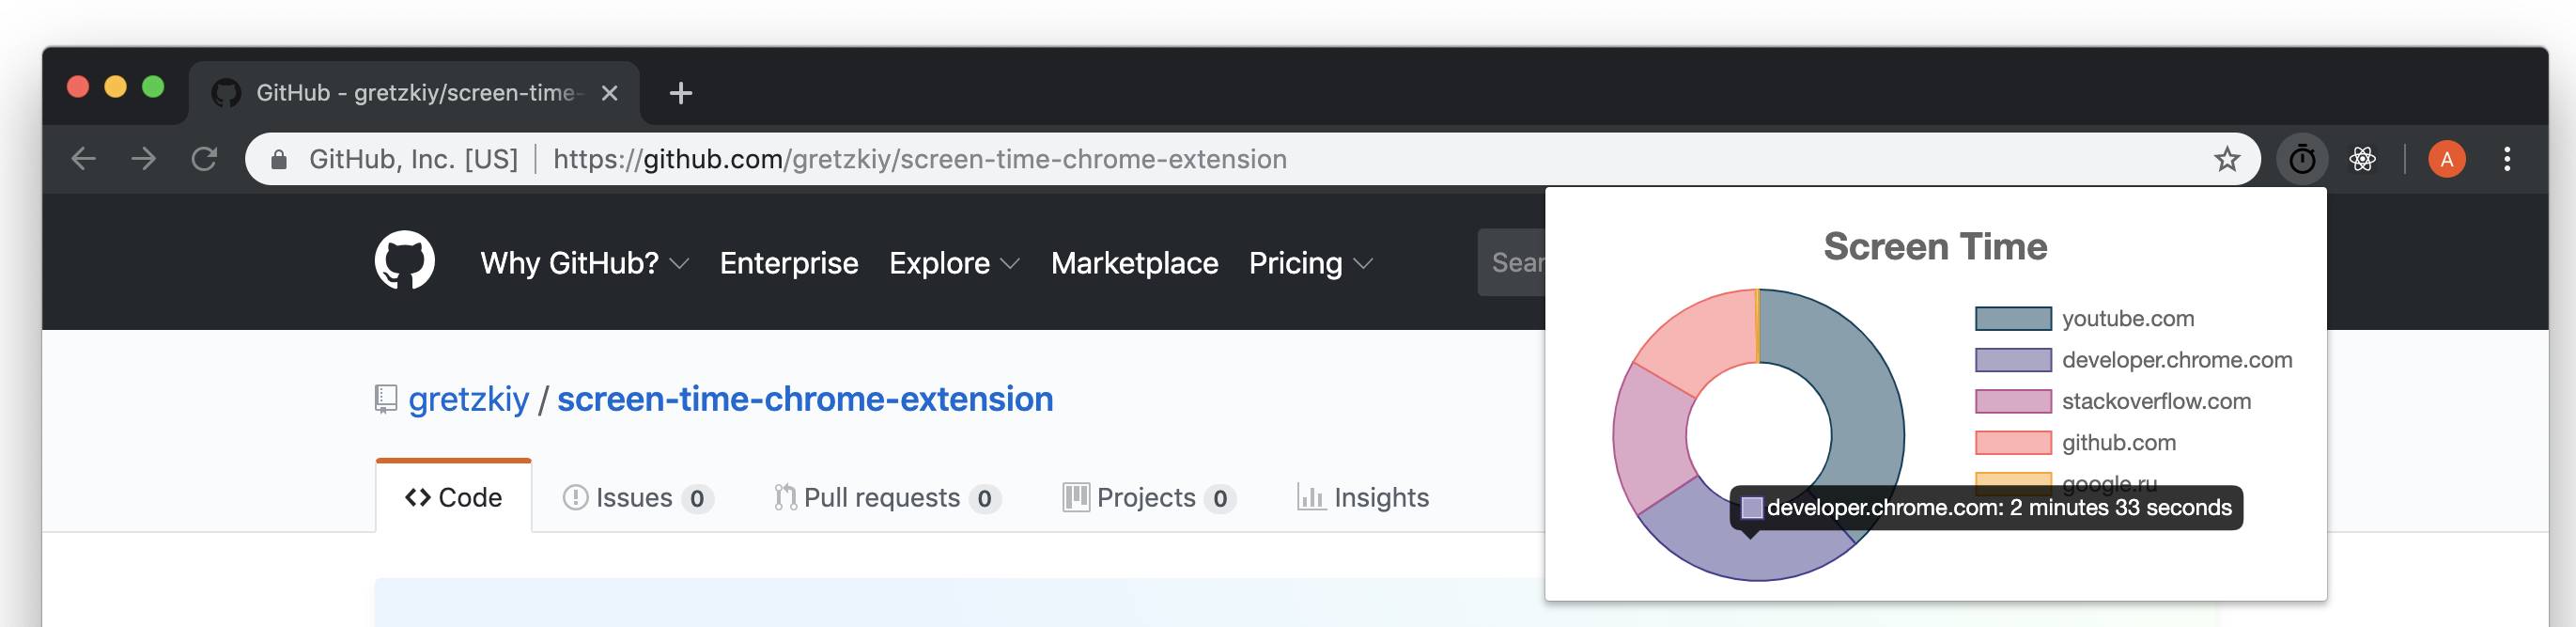 GitHub - gretzkiy/screen-time-
GitHub, Inc. [US] https://github.com/gretzkiy/screen-time-chrome-extension
A
Why GitHub? Enterprise Explore Marketplace Pricing
Sear
gretzkiy / screen-time-chrome-extension
Code Issues 0 Pull requests 0 Projects 0 Insights
Screen Time
youtube.com
developer.chrome.com
stackoverflow.com
github.com
google.ru
developer.chrome.com: 2 minutes 33 seconds